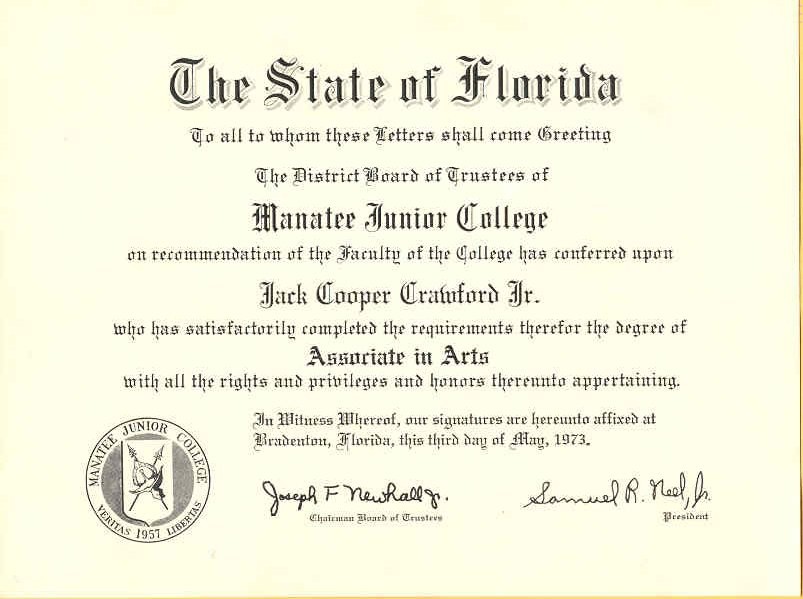 The State of Florida
To all to whom these Letters shall come Greeting
The District Board of Trustees of
Manatee Junior College
on recommendation of the Faculty of the College has conferred upon
Jack Cooper Crawford Jr.
who has satisfactorily completed the requirements therefor the degree of
Associate in Arts
with all the rights and privileges and honors thereunto appertaining.
In Witness Whereof, our signatures are hereunto affixed at
Bradenton, Florida, this third day of May, 1973.
MANATEE JUNIOR COLLEGE
VERITAS 1957 LIBERTAS
Joseph F Newhall Jr.
Chairman Board of Trustees
Samuel R. Neel, Jr.
President